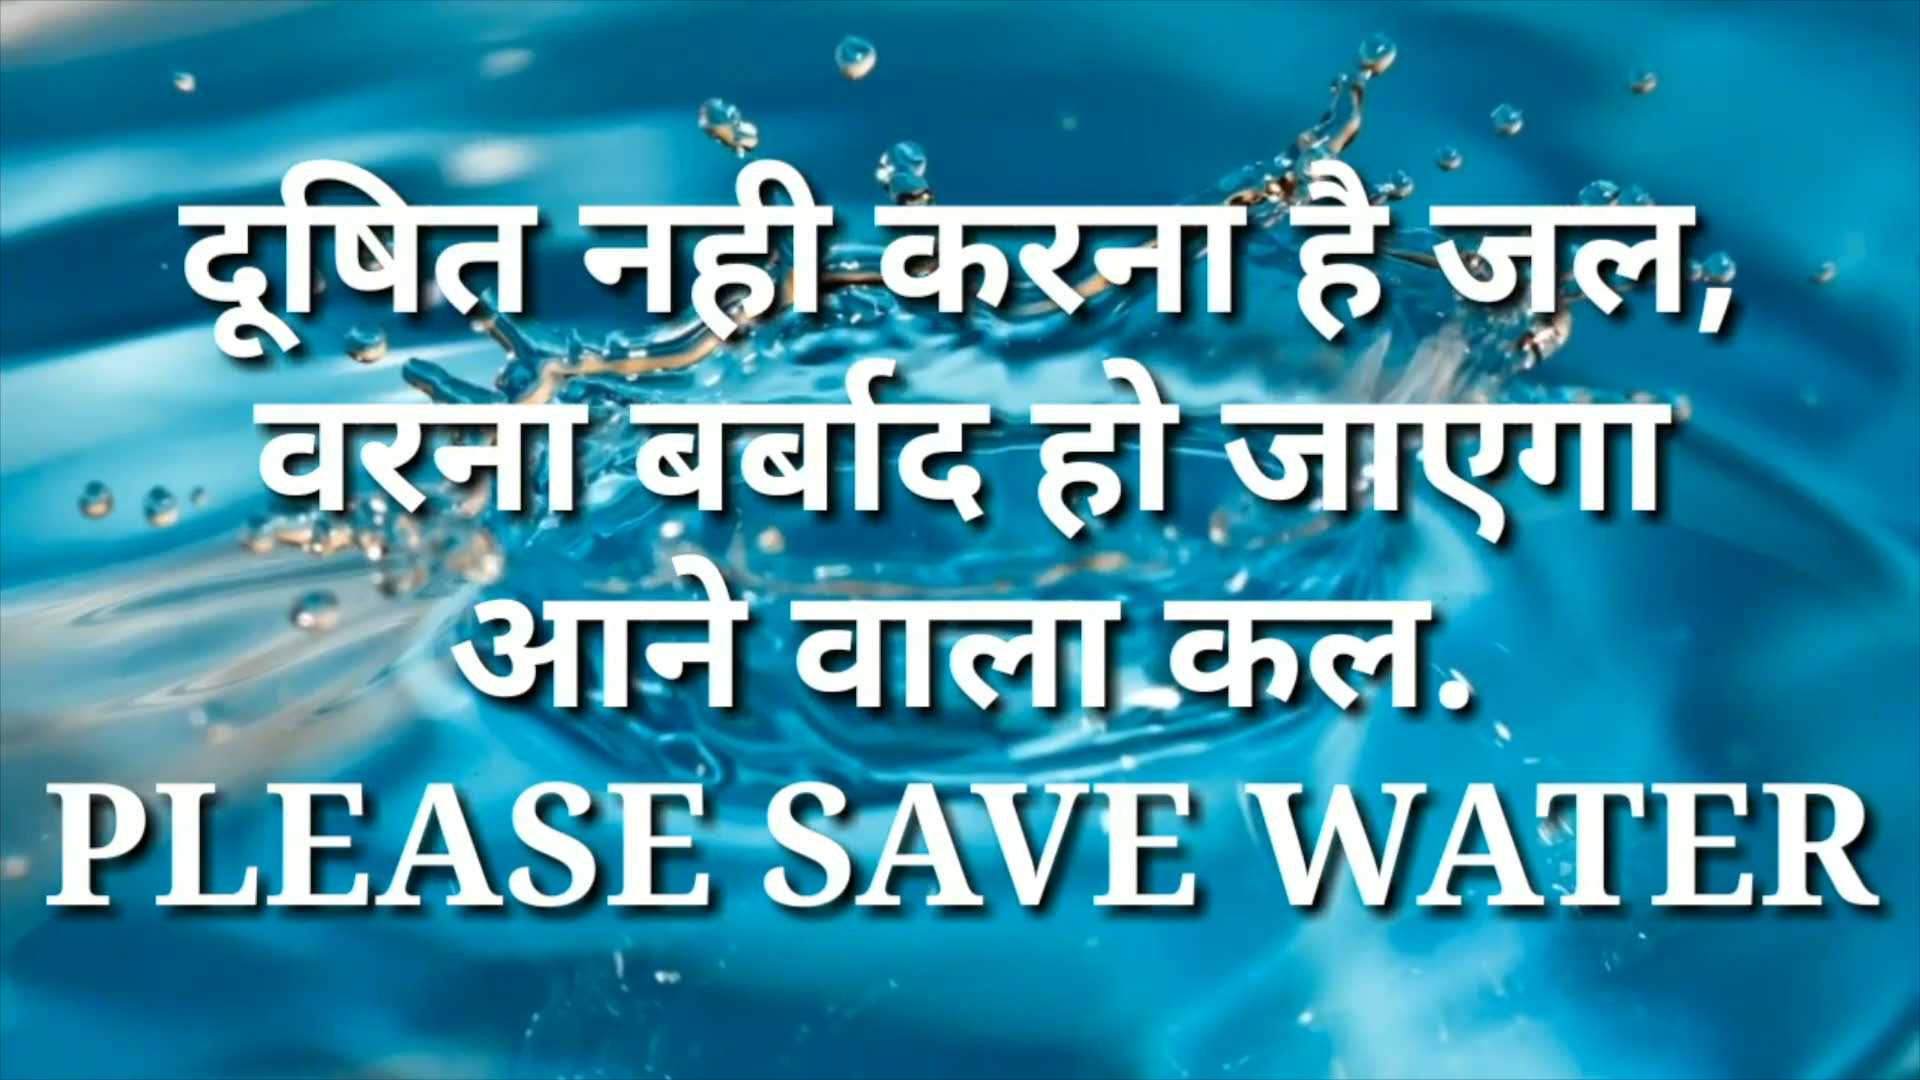 दूषित नही करना है जल,
वरना बर्बाद हो जाएगा
आने वाला कल.
PLEASE SAVE WATER